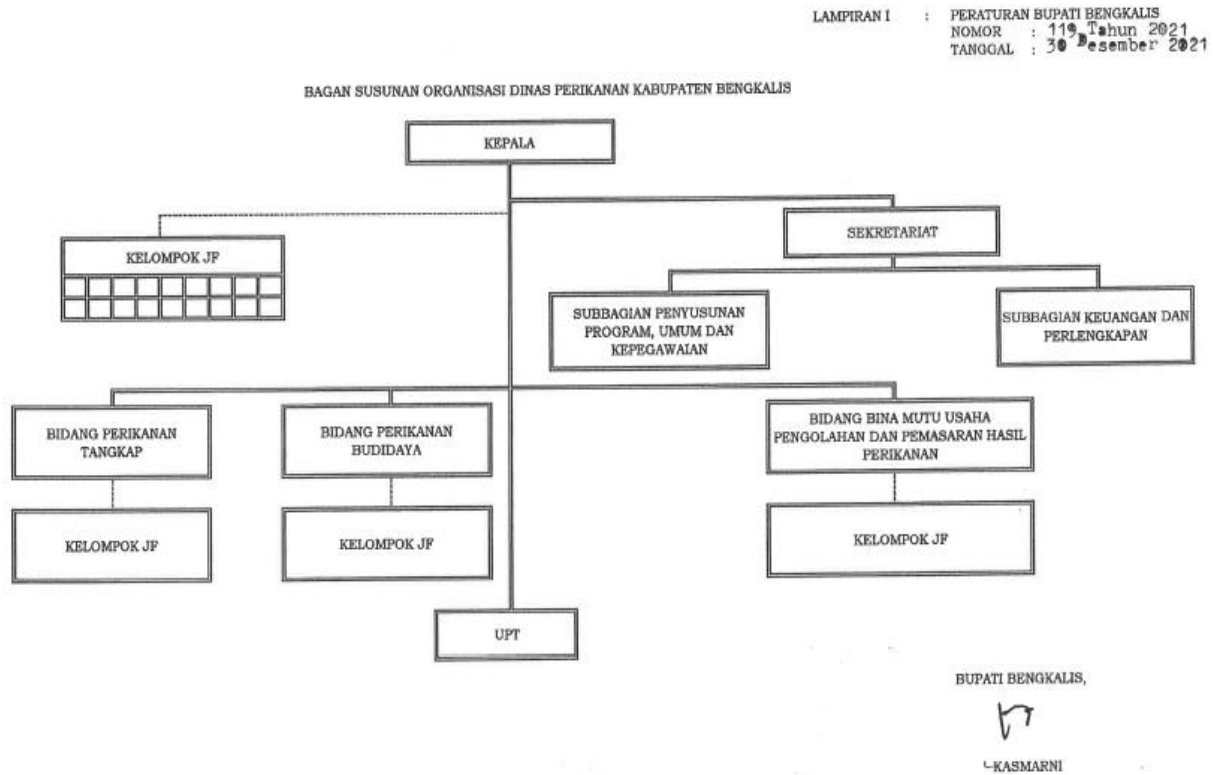 LAMPIRAN I : PERATURAN BUPATI BENGKALIS
NOMOR : 119 Tahun 2021
TANGGAL : 30 Desember 2021
BAGAN SUSUNAN ORGANISASI DINAS PERIKANAN KABUPATEN BENGKALIS
KEPALA
SEKRETARIAT
KELOMPOK JF
SUBBAGIAN PENYUSUNAN
PROGRAM, UMUM DAN
KEPEGAWAIAN
SUBBAGIAN KEUANGAN DAN
PERLENGKAPAN
BIDANG PERIKANAN
TANGKAP
BIDANG PERIKANAN
BUDIDAYA
BIDANG BINA MUTU USAHA
PENGOLAHAN DAN PEMASARAN HASIL
PERIKANAN
KELOMPOK JF
KELOMPOK JF
KELOMPOK JF
UPT
BUPATI BENGKALIS,
KASMARNI